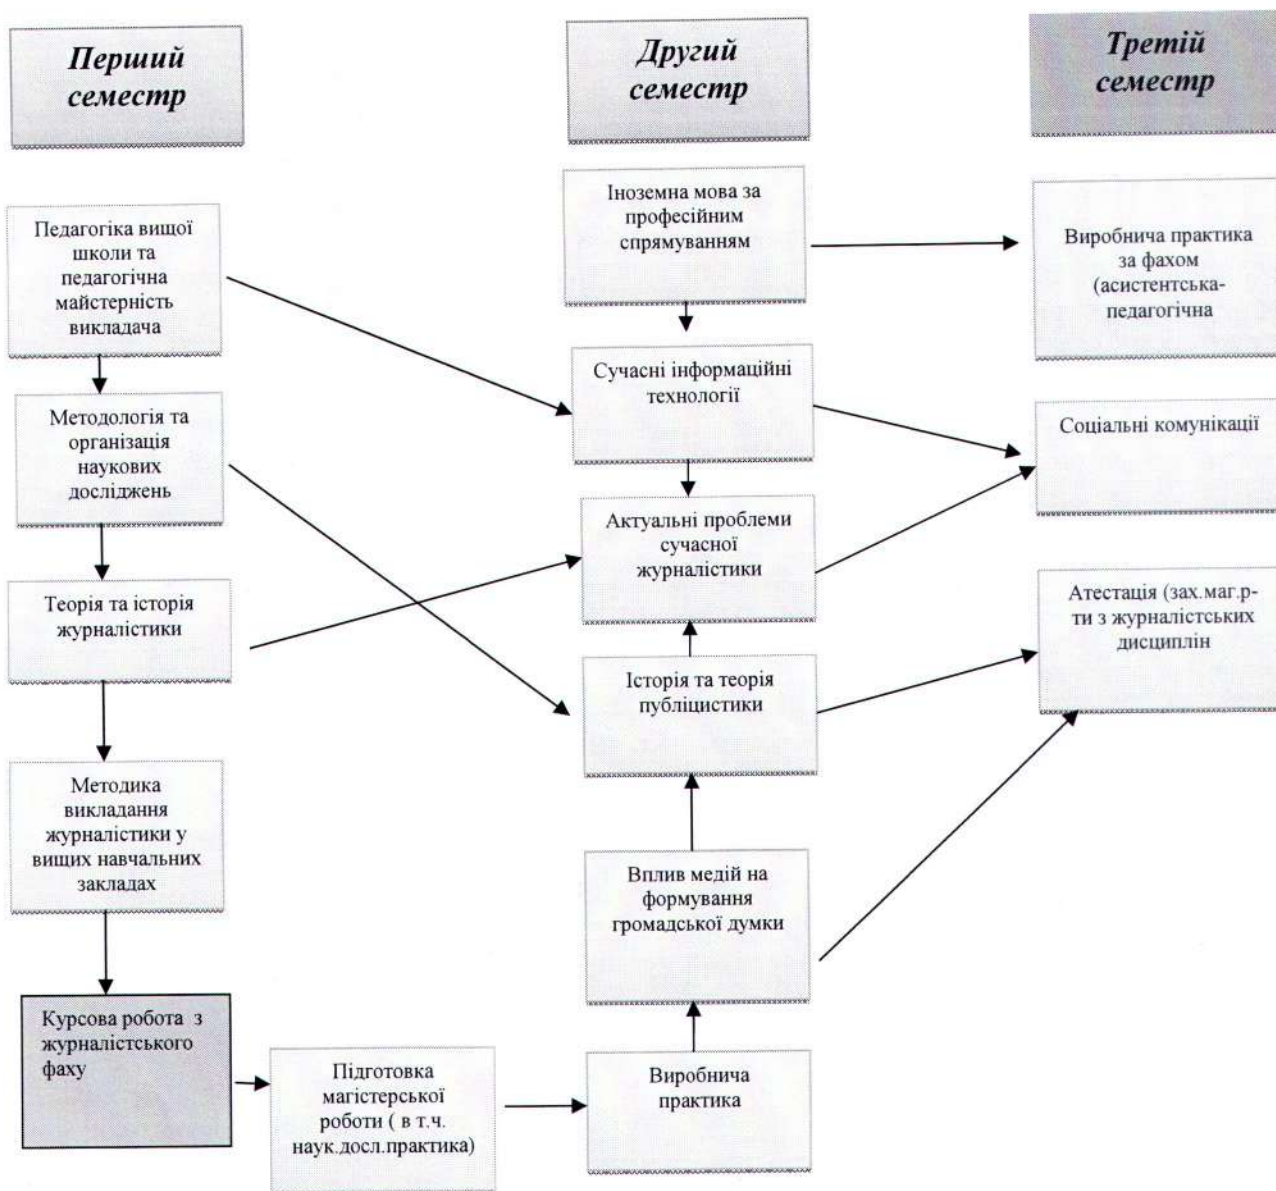 Перший
семестр
Педагогіка вищої
школи та
педагогічна
майстерність
викладача
Методологія та
організація
наукових
досліджень
Теорія та історія
журналістики
Методика
викладання
журналістики у
вищих навчальних
закладах
Курсова робота з
журналістського
фаху
Підготовка
магістерської
роботи ( в т.ч.
наук.досл.практика)
Другий
семестр
Іноземна мова за
професійним
спрямуванням
Сучасні інформаційні
технології
Актуальні проблеми
сучасної
журналістики
Історія та теорія
публіцистики
Вплив медій на
формування
громадської думки
Виробнича
практика
Третій
семестр
Виробнича практика
за фахом
(асистентська-
педагогічна
Соціальні комунікації
Атестація (зах.маг.р-
ти з журналістських
дисциплін